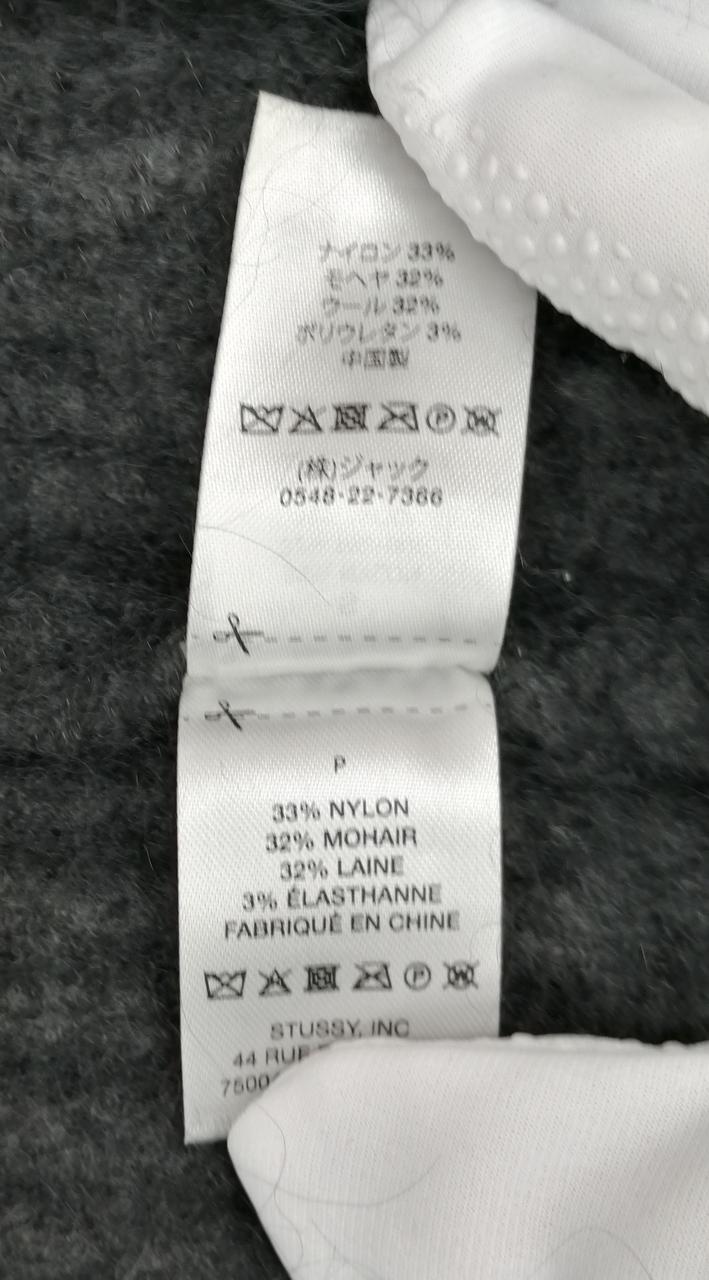 ナイロン 33%
モヘヤ 32%
ウール 32%
ポリウレタン 3%
中国製
(株)ジャック
0548-22-7366
P
33% NYLON
32% MOHAIR
32% LAINE
3% ÉLASTHANNE
FABRIQUÉ EN CHINE
STUSSY, INC
44 RUE